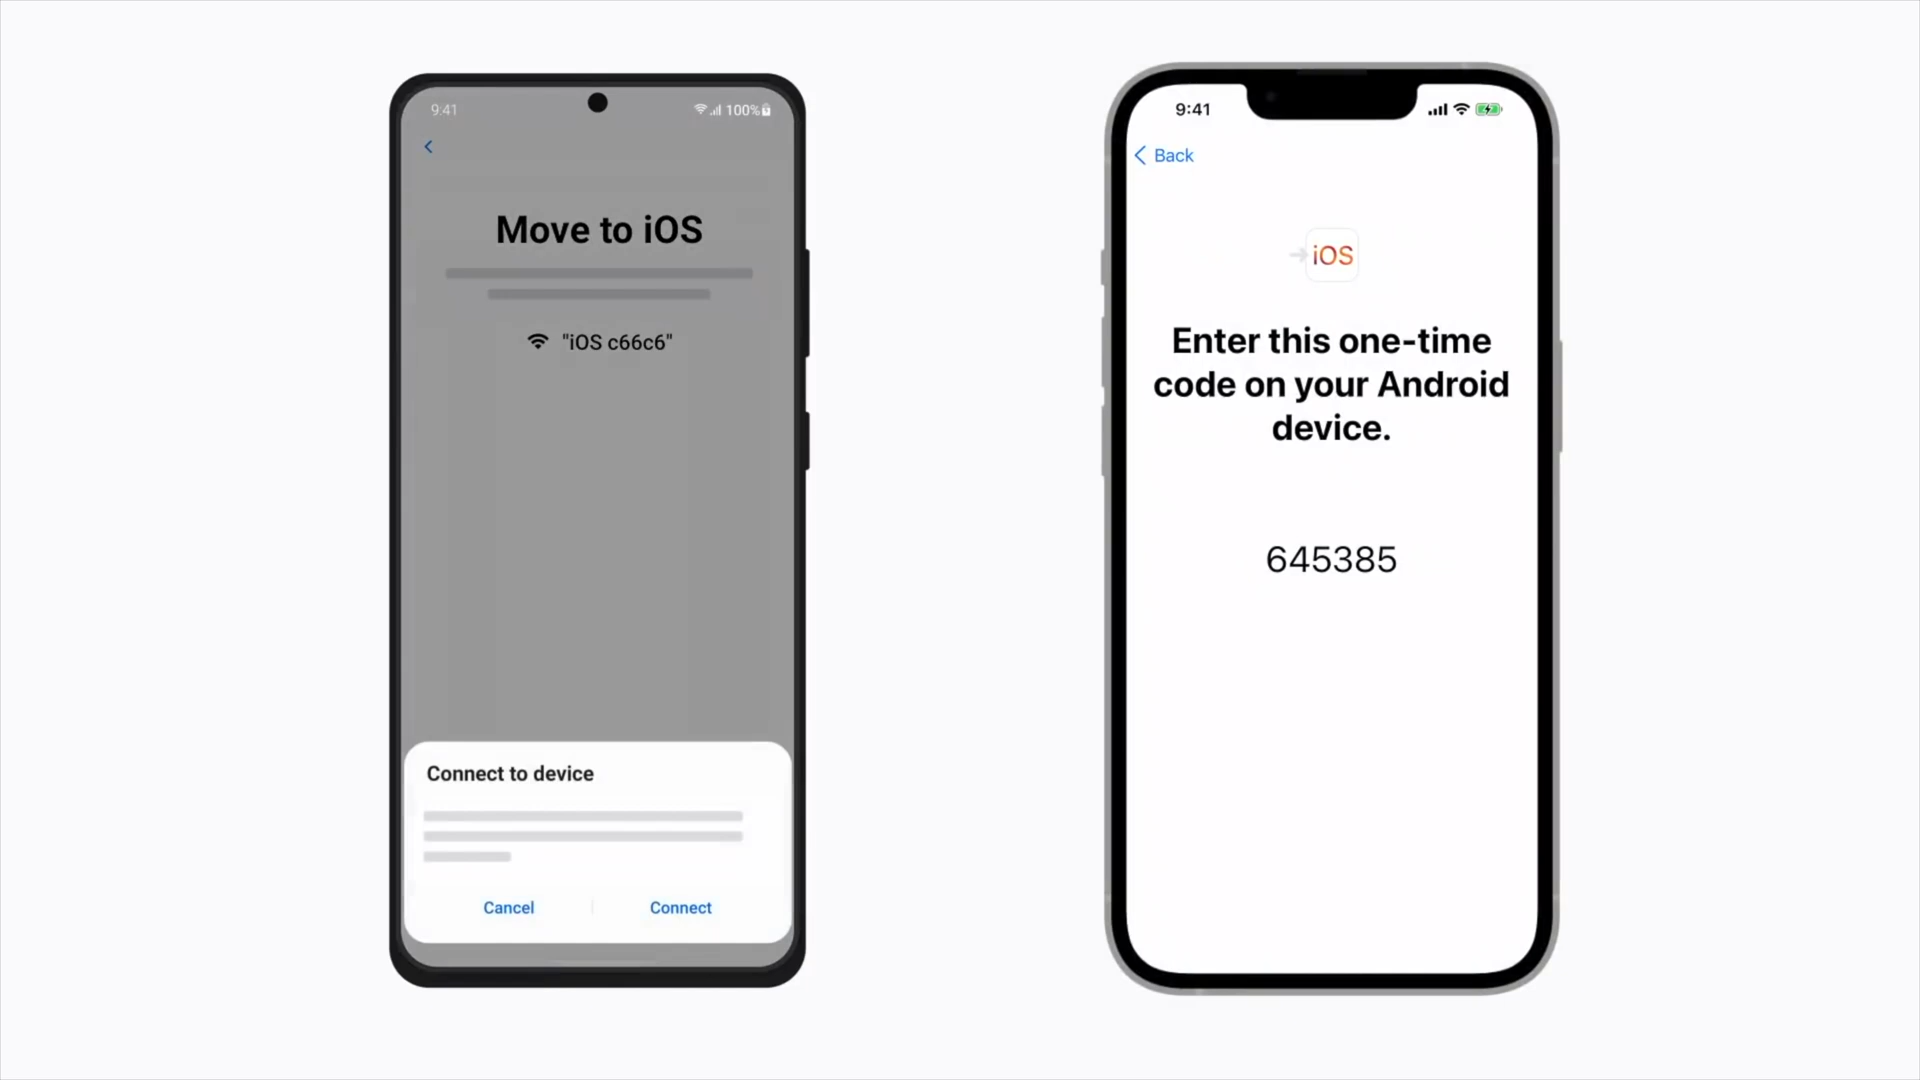 9:41
100%
Move to iOS
"iOS c66c6"
Connect to device
Cancel
Connect
9:41
Back
iOS
Enter this one-time
code on your Android
device.
645385